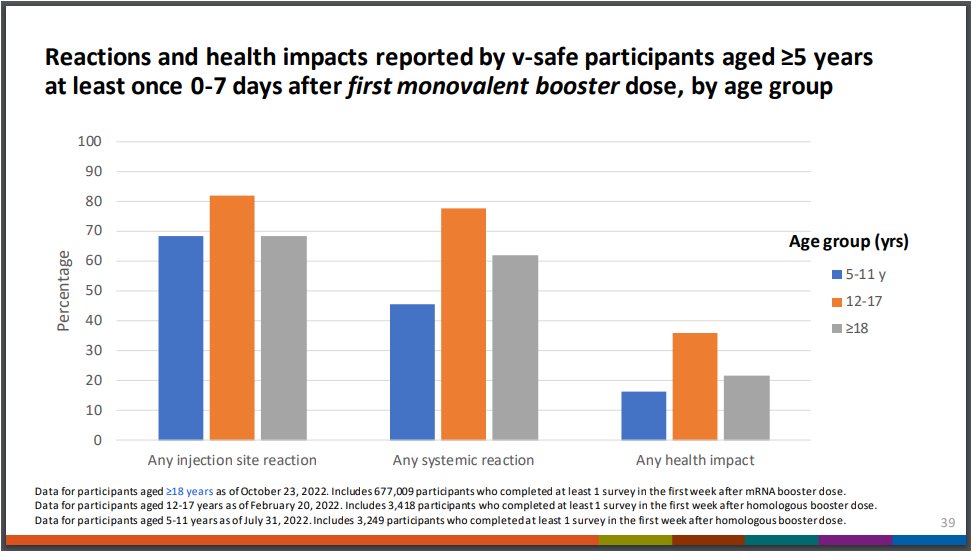 Reactions and health impacts reported by v-safe participants aged ≥5 years
at least once 0-7 days after first monovalent booster dose, by age group
100
90
80
70
60
50
40
30
20
10
0
Percentage
Any injection site reaction
Any systemic reaction
Any health impact
Age group (yrs)
5-11 y
12-17
≥18
Data for participants aged ≥18 years as of October 23, 2022. Includes 677,009 participants who completed at least 1 survey in the first week after mRNA booster dose.
Data for participants aged 12-17 years as of February 20, 2022. Includes 3,418 participants who completed at least 1 survey in the first week after homologous booster dose.
Data for participants aged 5-11 years as of July 31, 2022. Includes 3,249 participants who completed at least 1 survey in the first week after homologous booster dose.
39